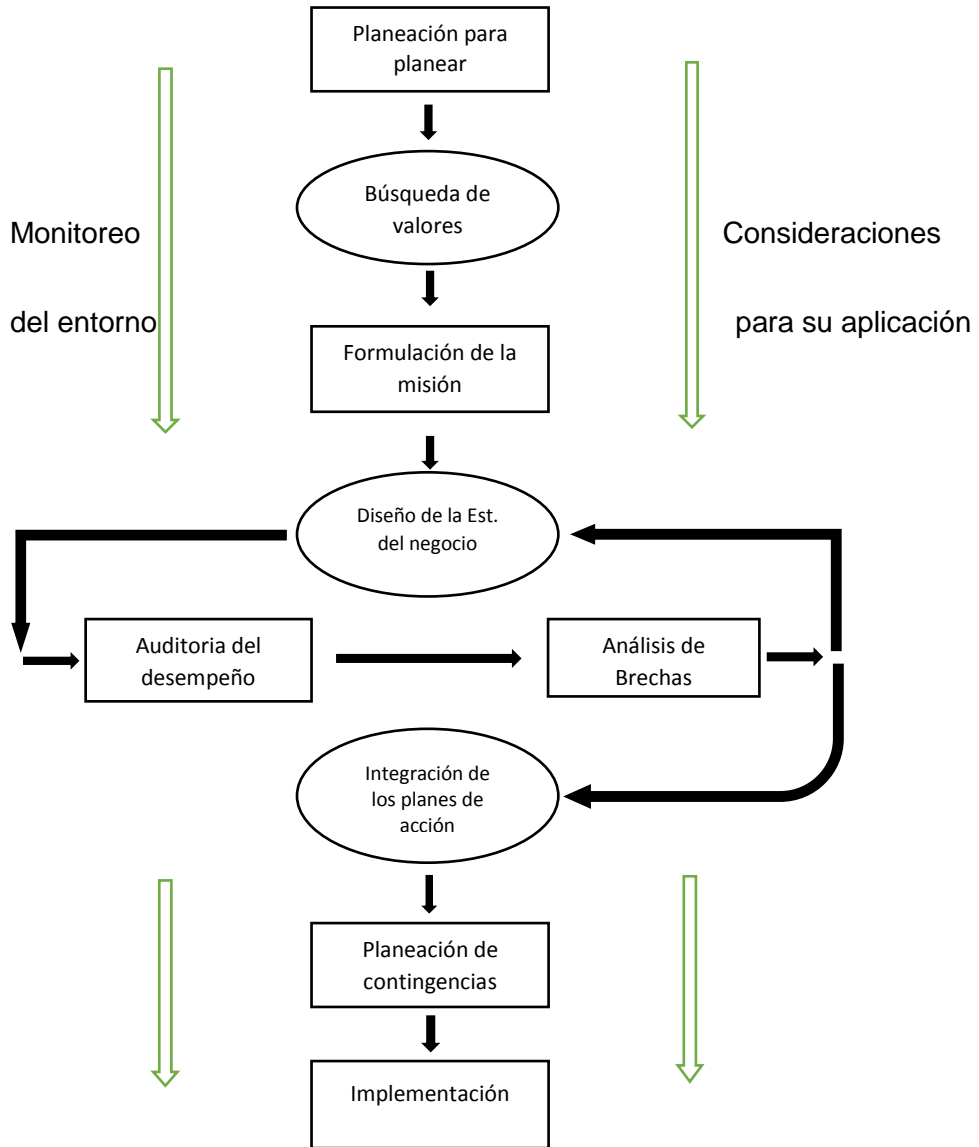 Planeación para
planear
Búsqueda de
valores
Monitoreo
del entorno
Consideraciones
para su aplicación
Formulación de la
misión
Diseño de la Est.
del negocio
Auditoria del
desempeño
Análisis de
Brechas
Integración de
los planes de
acción
Planeación de
contingencias
Implementación